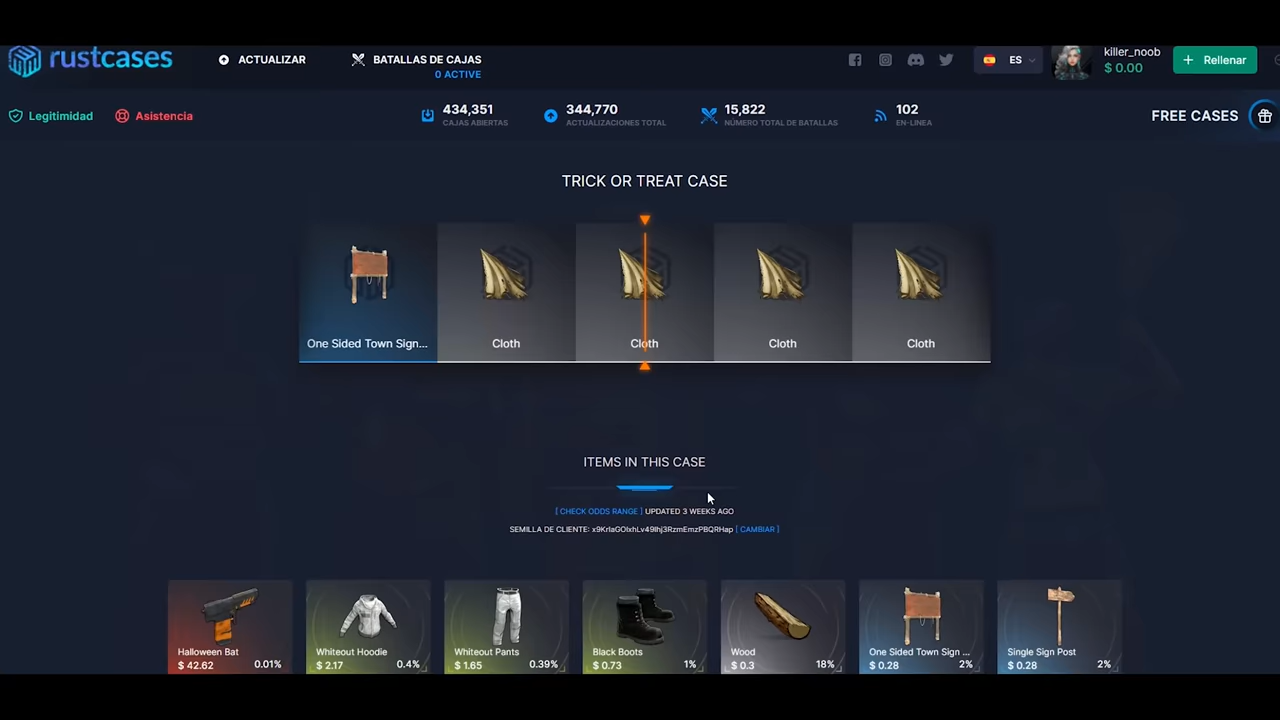 rustcases
ACTUALIZAR
BATALLAS DE CAJAS
0 ACTIVE
ES
killer_noob
$ 0.00
Rellenar
Legitimidad
Asistencia
434,351
CAJAS ABIERTAS
344,770
ACTUALIZACIONES TOTAL
15,822
NÚMERO TOTAL DE BATALLAS
102
EN-LINEA
FREE CASES
TRICK OR TREAT CASE
One Sided Town Sign...
Cloth
Cloth
Cloth
Cloth
ITEMS IN THIS CASE
[ CHECK ODDS RANGE ] UPDATED 3 WEEKS AGO
SEMILLA DE CLIENTE: [ CAMBIAR ]
Halloween Bat
$ 42.62 0.01%
Whiteout Hoodie
$ 2.17 0.4%
Whiteout Pants
$ 1.65 0.39%
Black Boots
$ 0.73 1%
Wood
$ 0.3 18%
One Sided Town Sign ...
$ 0.28 2%
Single Sign Post
$ 0.28 2%